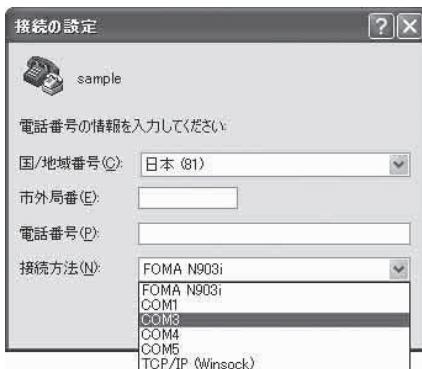 接続の設定
sample
電話番号の情報を入力してください:
国/地域番号(C): 日本 (81)
市外局番(E):
電話番号(P):
接続方法(N): FOMA N903i
FOMA N903i
COM1
COM3
COM4
COM5
TCP/IP (Winsock)